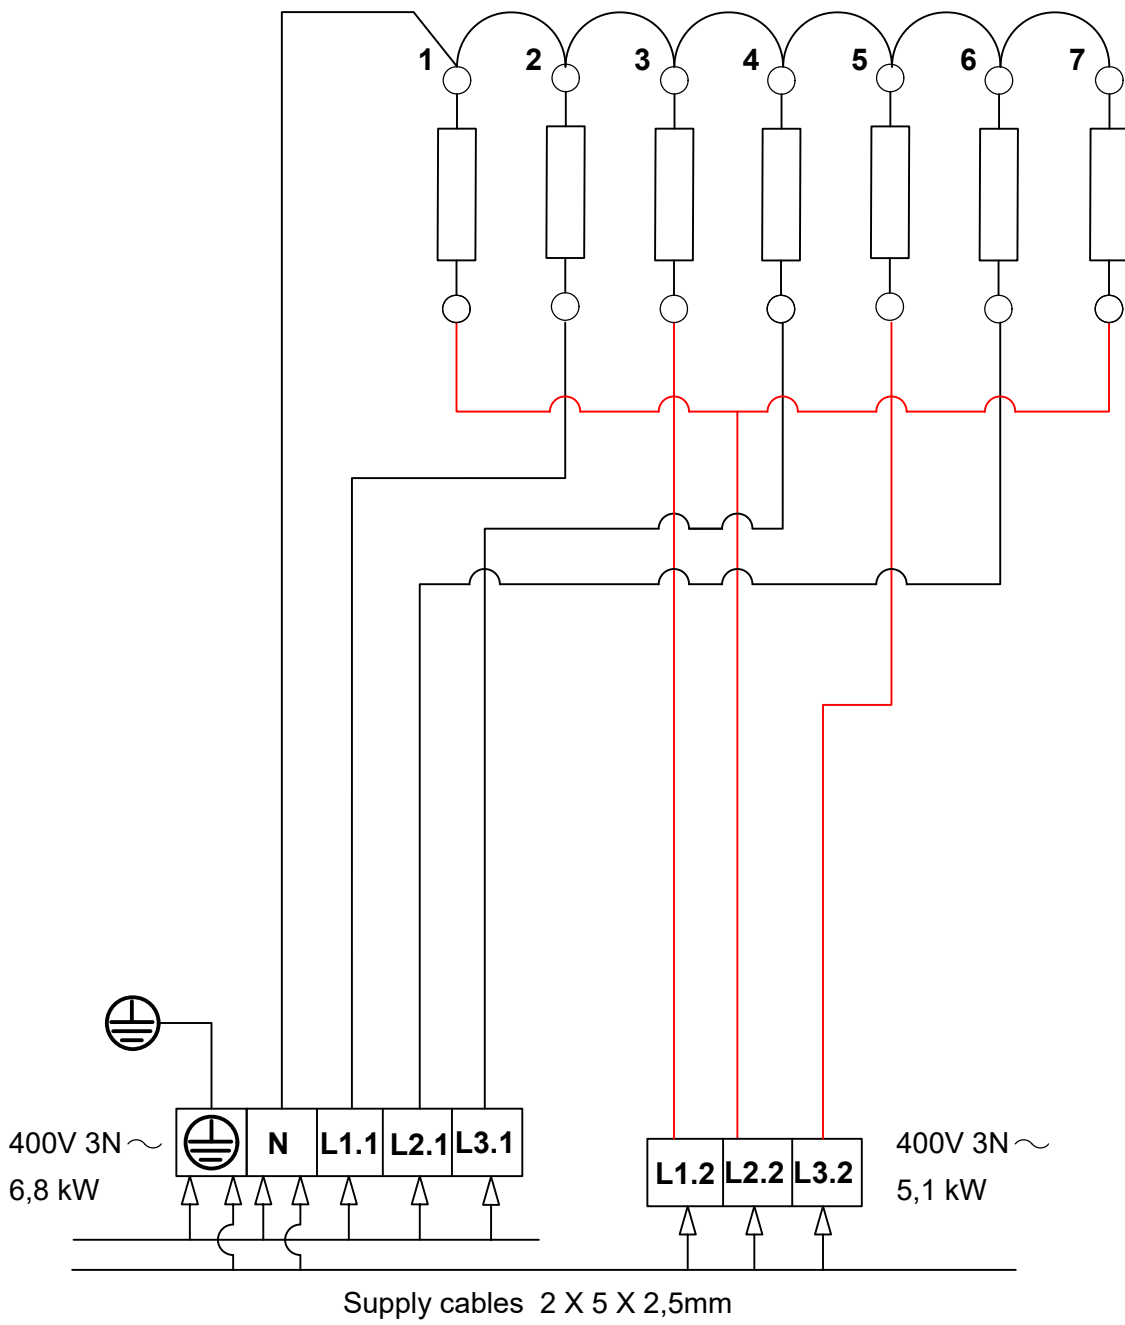 1 2 3 4 5 6 7
400V 3N ～
6,8 kW
N L1.1 L2.1 L3.1
L1.2 L2.2 L3.2
400V 3N ～
5,1 kW
Supply cables 2 X 5 X 2,5mm